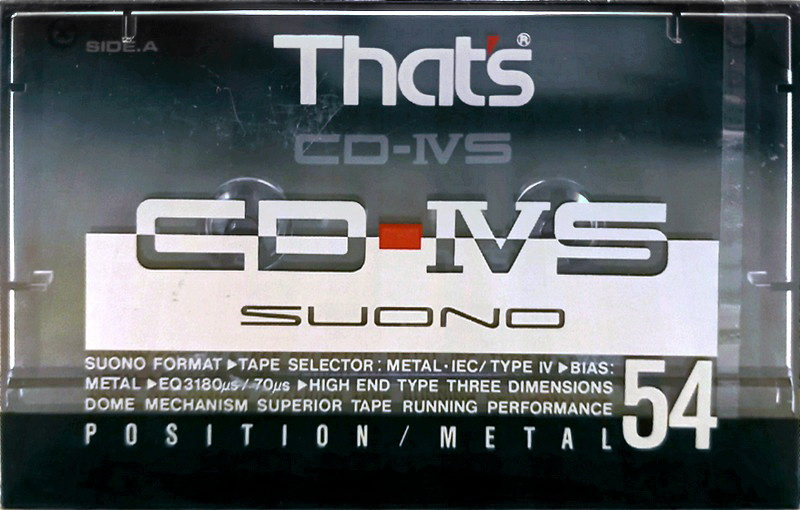 SIDE.A
That's®
CD-IVS
CD-IVS
SUONO
SUONO FORMAT ▶TAPE SELECTOR: METAL·IEC/TYPE IV ▶BIAS:
METAL ▶EQ3180μs/70μs ▶HIGH END TYPE THREE DIMENSIONS
DOME MECHANISM SUPERIOR TAPE RUNNING PERFORMANCE
POSITION/METAL
54